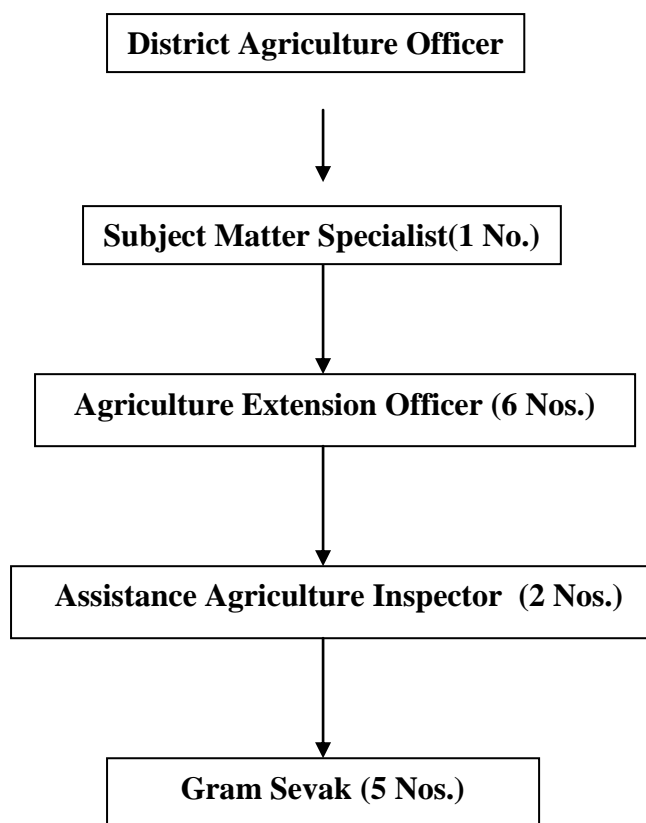 District Agriculture Officer
Subject Matter Specialist(1 No.)
Agriculture Extension Officer (6 Nos.)
Assistance Agriculture Inspector (2 Nos.)
Gram Sevak (5 Nos.)